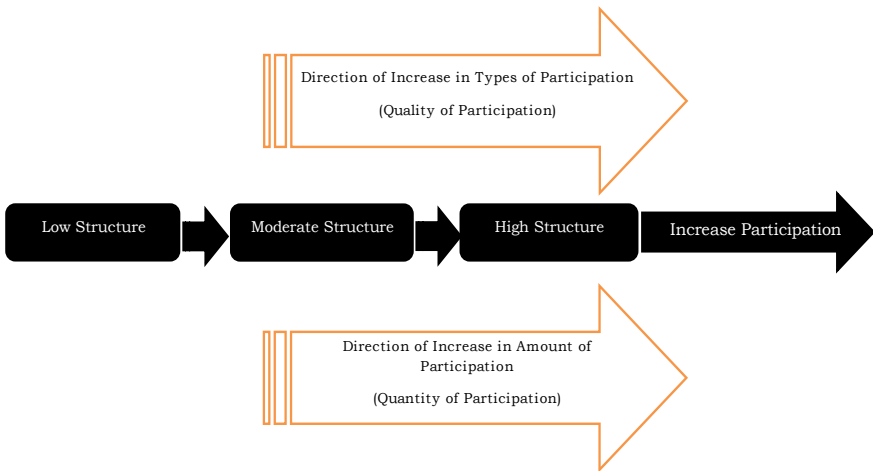 Direction of Increase in Types of Participation
(Quality of Participation)
Low Structure
Moderate Structure
High Structure
Increase Participation
Direction of Increase in Amount of
Participation
(Quantity of Participation)